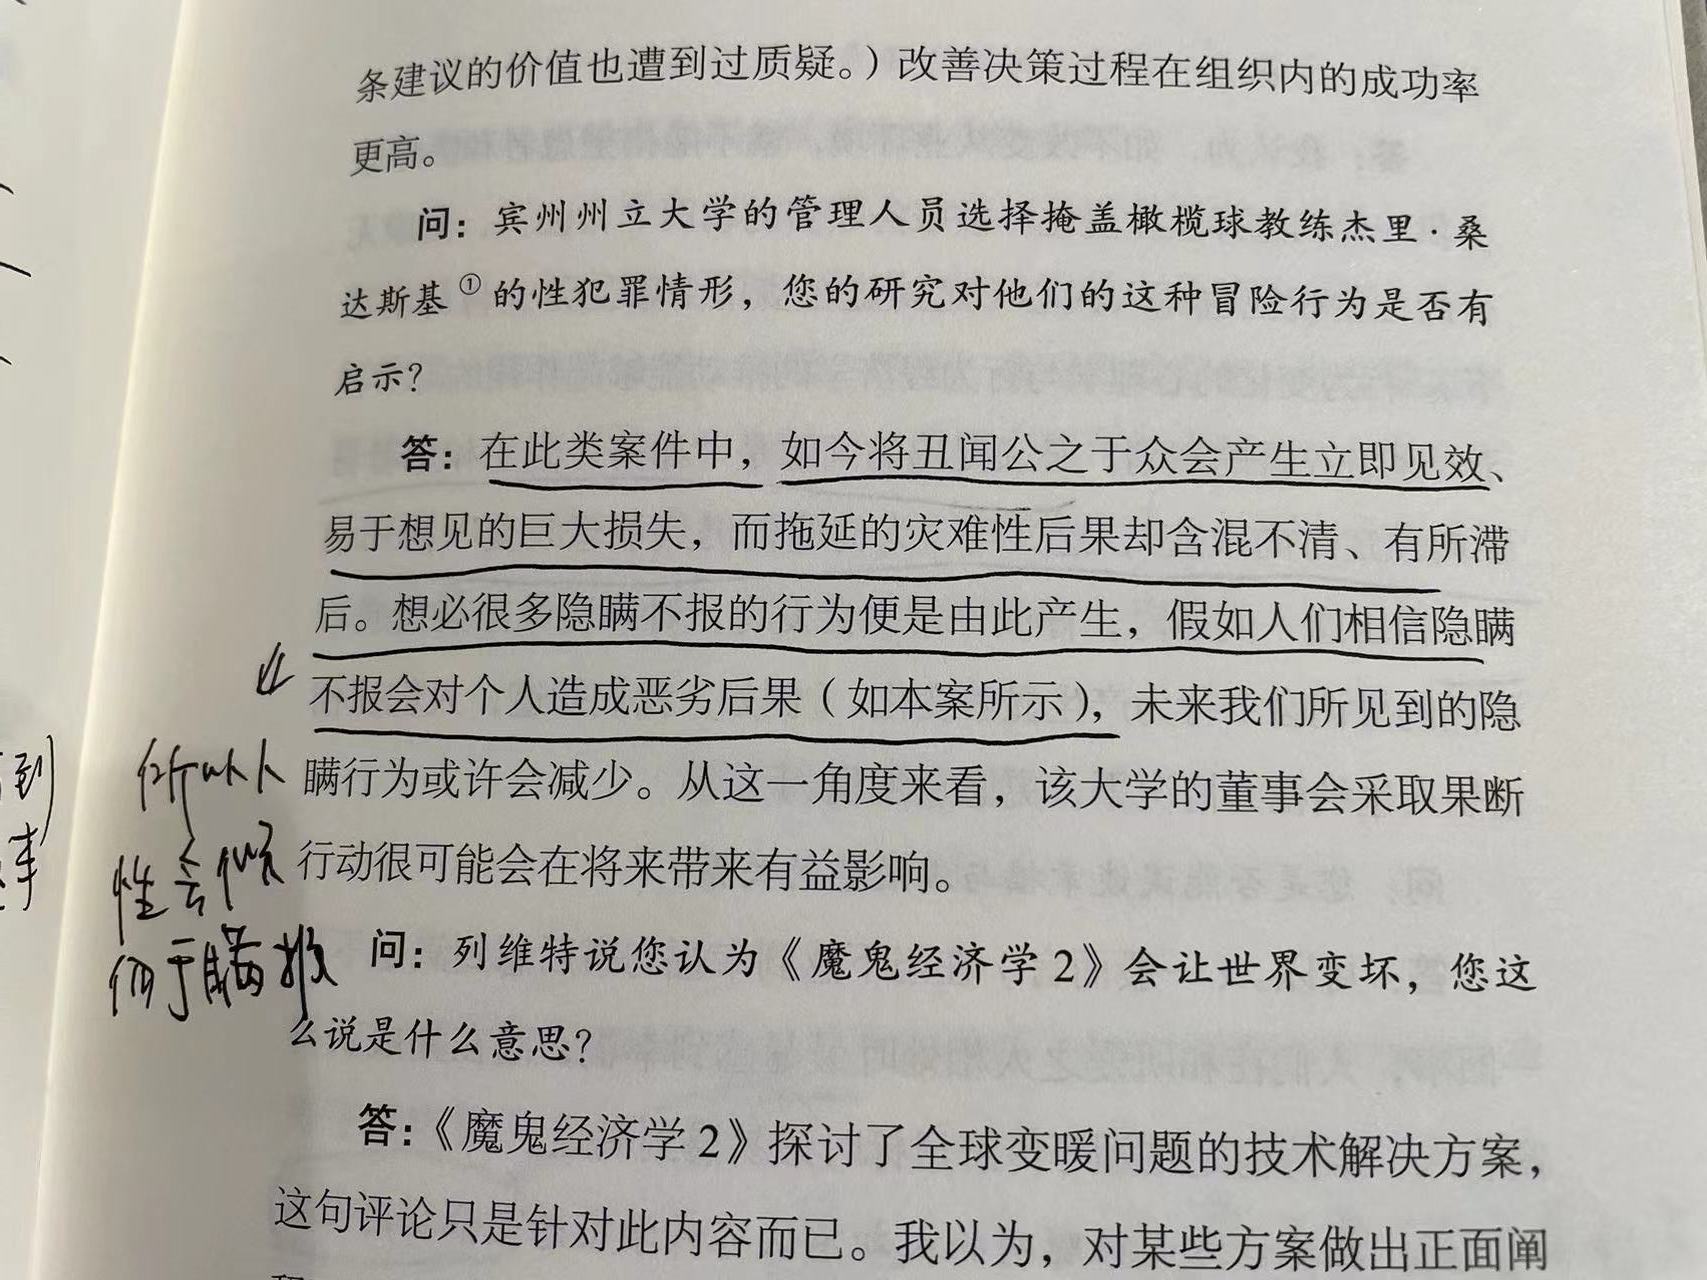 条建议的价值也遭到过质疑。）改善决策过程在组织内的成功率
更高。
问：宾州州立大学的管理人员选择掩盖橄榄球教练杰里·桑
达斯基①的性犯罪情形，您的研究对他们的这种冒险行为是否有
启示？
答：在此类案件中，如今将丑闻公之于众会产生立即见效、
易于想见的巨大损失，而拖延的灾难性后果却含混不清、有所滞
后。想必很多隐瞒不报的行为便是由此产生，假如人们相信隐瞒
不报会对个人造成恶劣后果（如本案所示），未来我们所见到的隐
瞒行为或许会减少。从这一角度来看，该大学的董事会采取果断
行动很可能会在将来带来有益影响。
所以人
性会倾
向于瞒报
到
事
问：列维特说您认为《魔鬼经济学2》会让世界变坏，您这
么说是什么意思？
答：《魔鬼经济学2》探讨了全球变暖问题的技术解决方案，
这句评论只是针对此内容而已。我以为，对某些方案做出正面阐